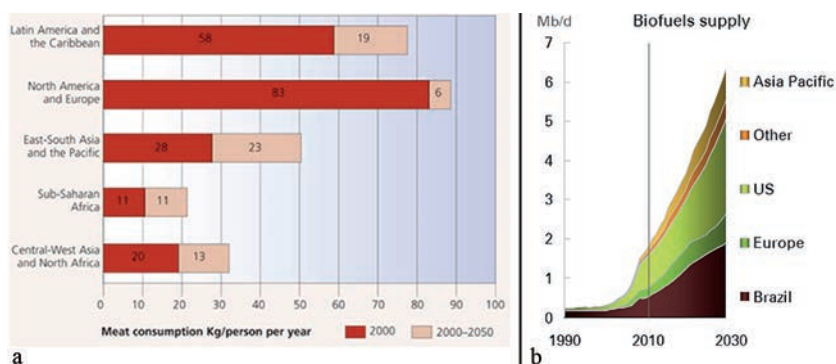 Latin America and
the Caribbean
58 19
North America
and Europe
83 6
East-South Asia
and the Pacific
28 23
Sub-Saharan
Africa
11 11
Central-West Asia
and North Africa
20 13
0 10 20 30 40 50 60 70 80 90 100
Meat consumption Kg/person per year 2000 2000–2050
a
Mb/d Biofuels supply
7
6
5
4
3
2
1
0
1990 2010 2030
Asia Pacific
Other
US
Europe
Brazil
b